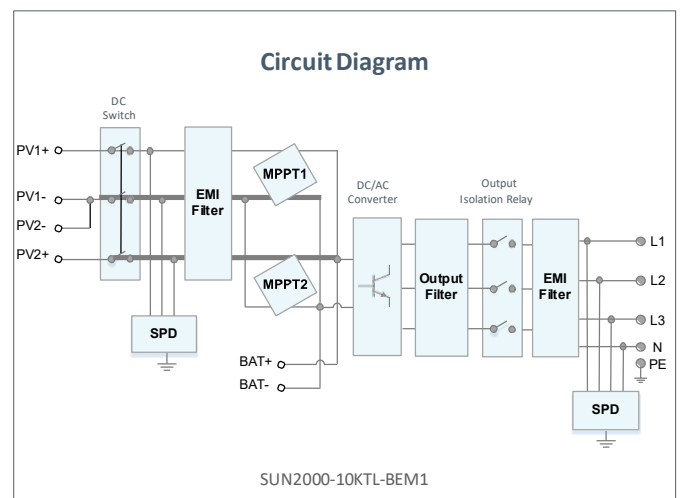 Circuit Diagram
DC
Switch
PV1+
PV1-
PV2-
PV2+
EMI
Filter
MPPT1
MPPT2
DC/AC
Converter
Output
Filter
Output
Isolation Relay
EMI
Filter
L1
L2
L3
N
PE
SPD
BAT+
BAT-
SPD
SUN2000-10KTL-BEM1